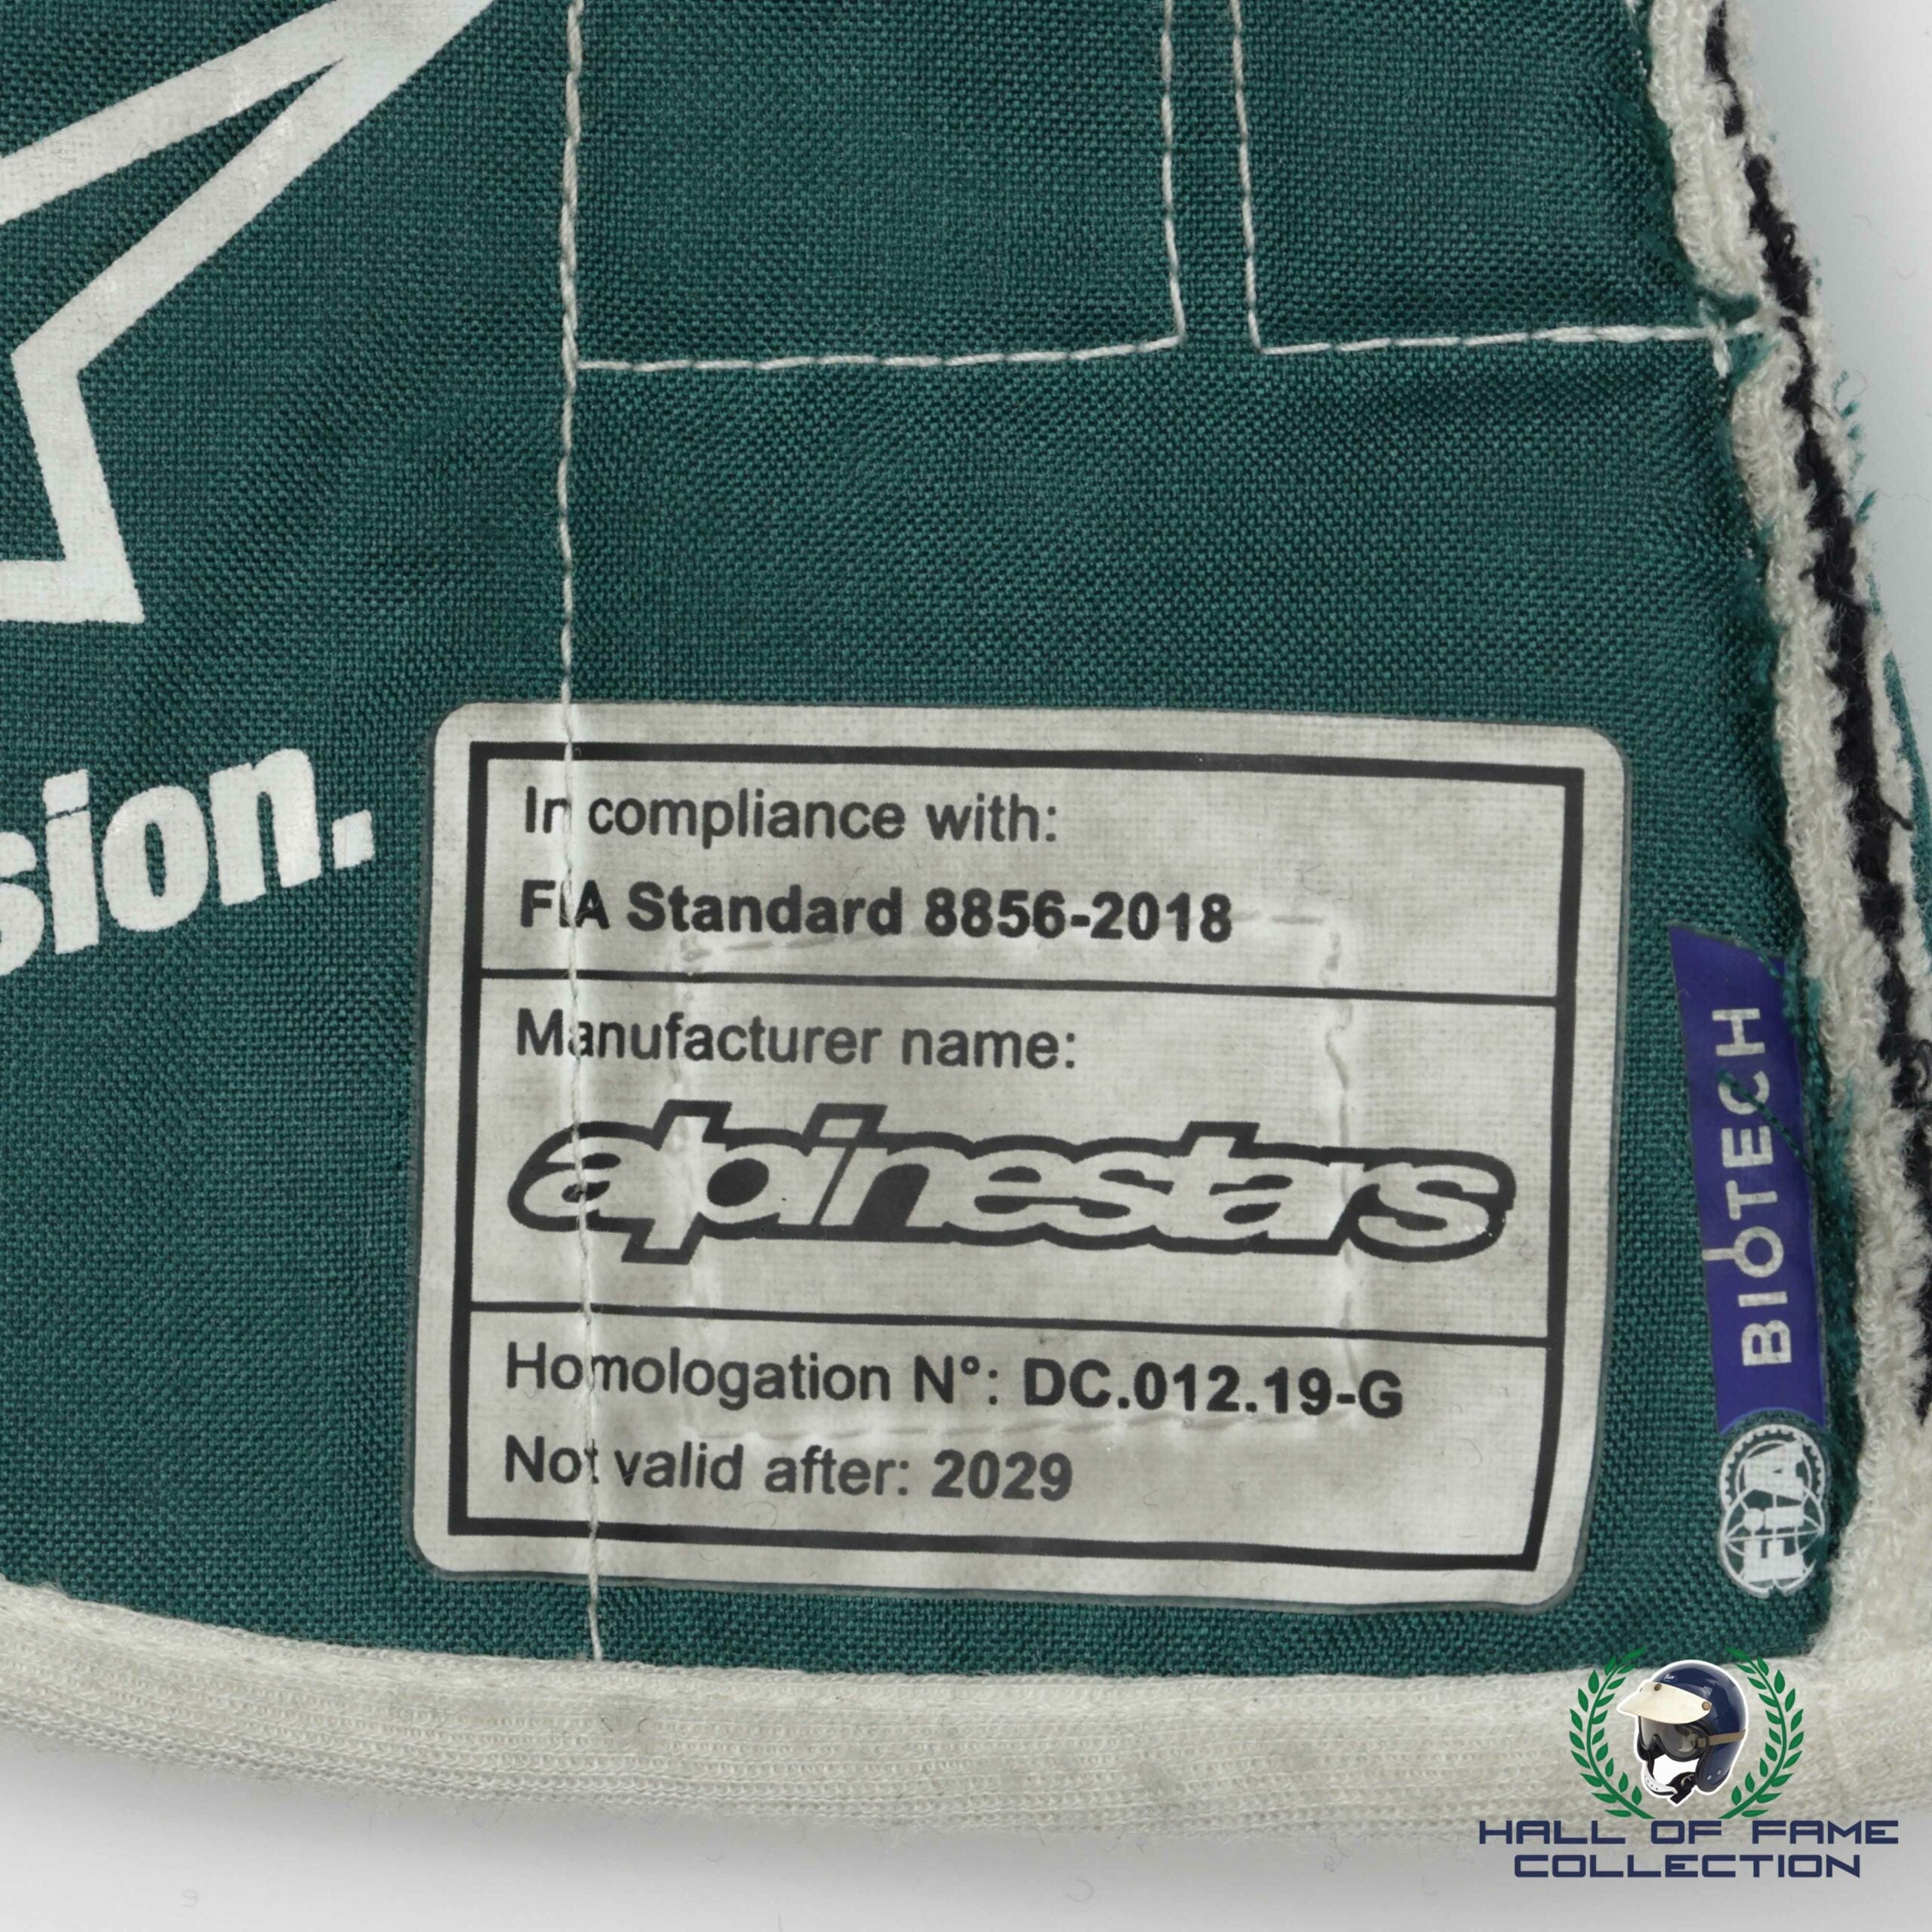 sion.
In compliance with:
FIA Standard 8856-2018
Manufacturer name:
alpinestars
Homologation N°: DC.012.19-G
Not valid after: 2029
BIOTECH
FiA
HALL OF FAME
COLLECTION